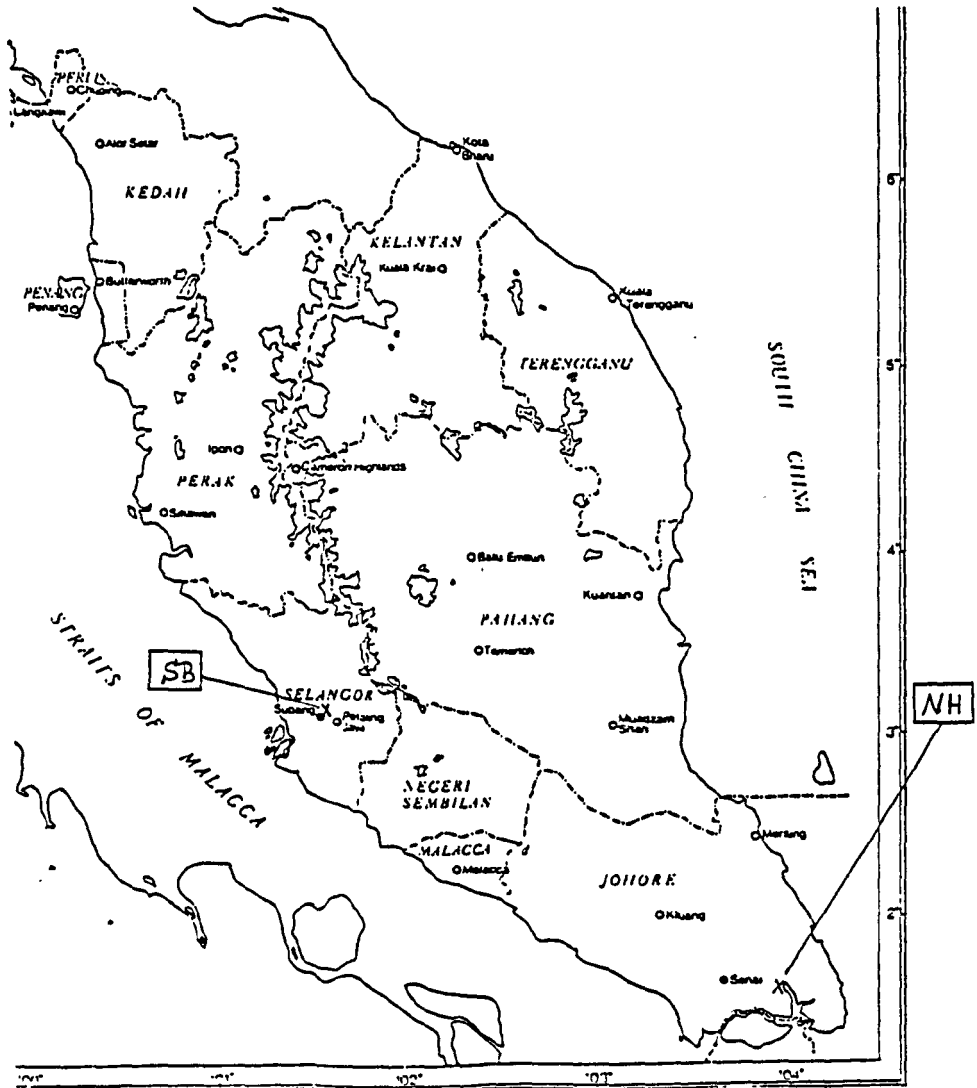 PERLIS
Chuping
Langkawi
Alor Setar
Kota
Bharu
KEDAH
6°
KELANTAN
Kuala Krai
Butterworth
PENANG
Penang
Kuala
Terengganu
5°
TERENGGANU
SOUTH CHINA SEA
Ipoh
Cameron Highlands
PERAK
Sitiawan
4°
Batu Embun
Kuantan
PAHANG
STRAITS OF MALACCA
Temerloh
SB
SELANGOR
Subang
Petaling
Jaya
NH
Muadzam
Shah
3°
NEGERI
SEMBILAN
Mersing
MALACCA
Malacca
JOHORE
Kluang
2°
Senai
101°
102°
103°
104°